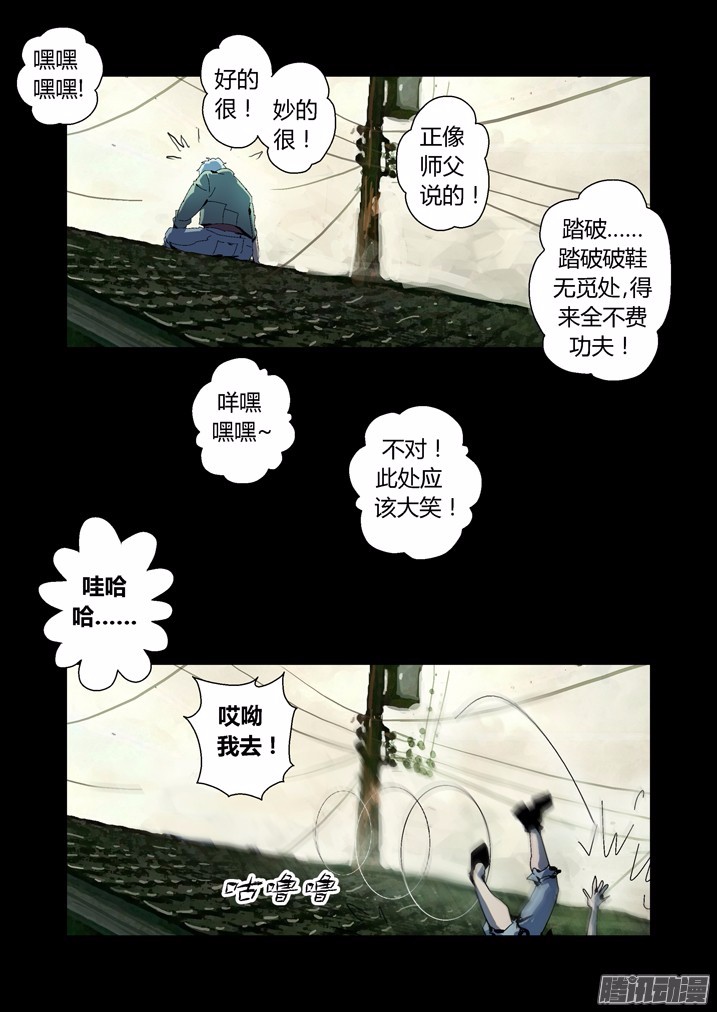 嘿嘿
嘿嘿!
好的
很！
妙的
很！
正像
师父
说的！
踏破……
踏破破鞋
无觅处,得
来全不费
功夫！
咩嘿
嘿嘿~
不对！
此处应
该大笑！
哇哈
哈……
哎呦
我去！
咕噜噜
腾讯动漫